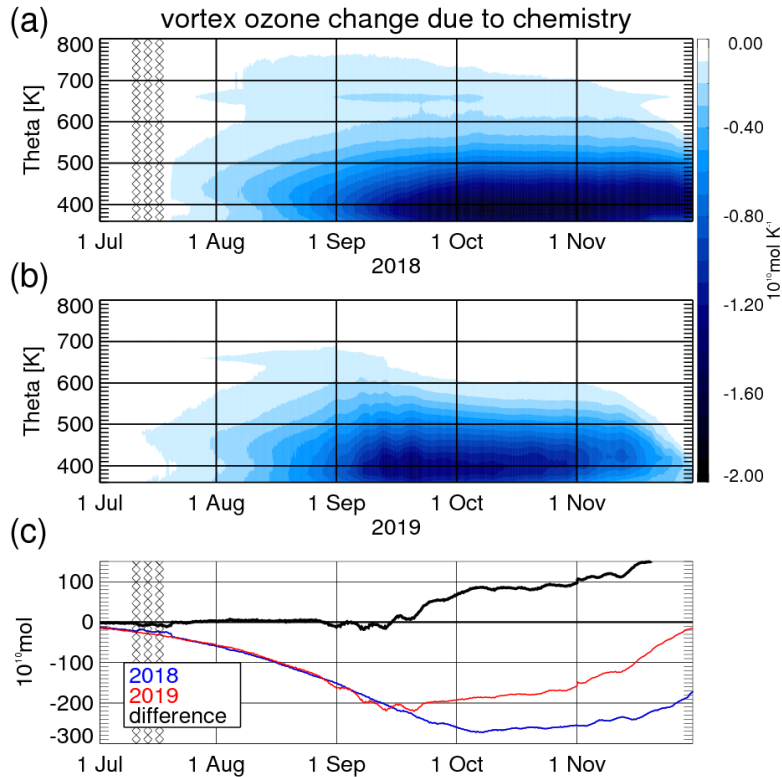 (a) vortex ozone change due to chemistry
800
700
600
500
400
Theta [K]
1 Jul 1 Aug 1 Sep 1 Oct 1 Nov
2018
0.00
-0.40
-0.80
-1.20
-1.60
-2.00
10¹⁰mol K⁻¹
(b)
800
700
600
500
400
Theta [K]
1 Jul 1 Aug 1 Sep 1 Oct 1 Nov
2019
(c)
100
0
-100
-200
-300
10¹⁰mol
2018
2019
difference
1 Jul 1 Aug 1 Sep 1 Oct 1 Nov